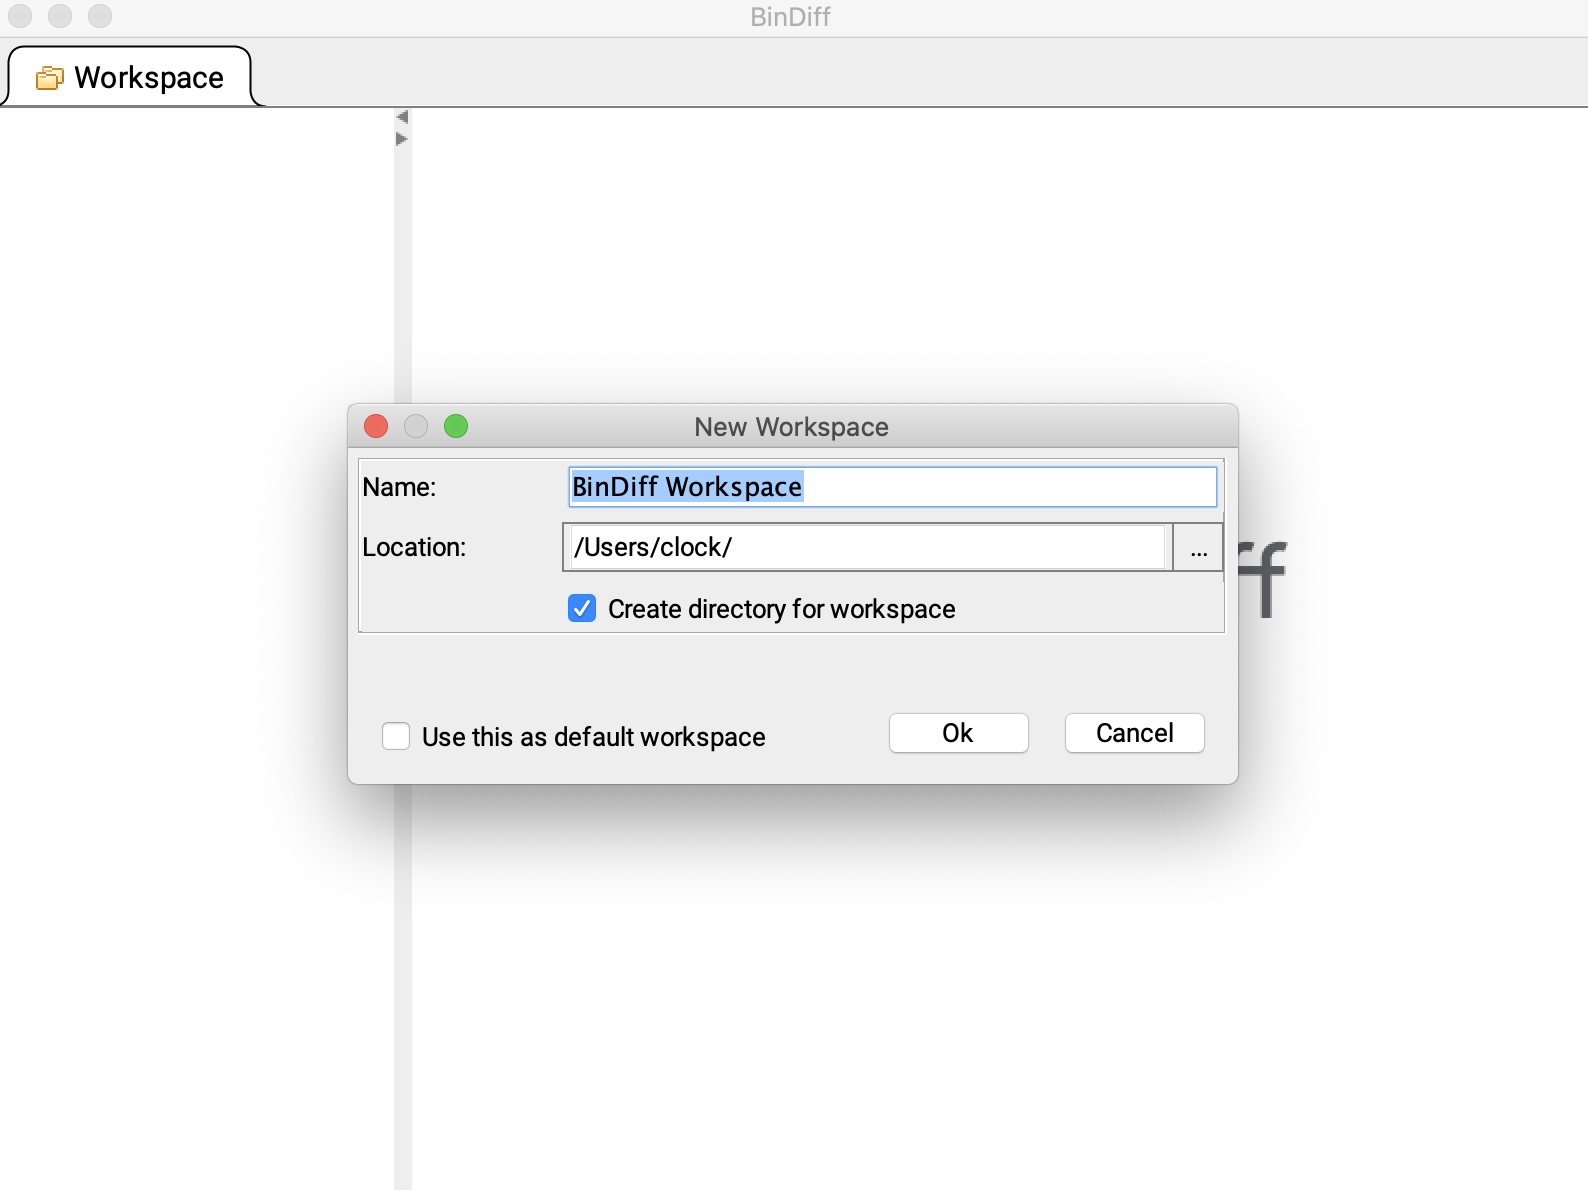 BinDiff
Workspace
New Workspace
Name: BinDiff Workspace
Location: /Users/clock/ ...
Create directory for workspace
Use this as default workspace Ok Cancel